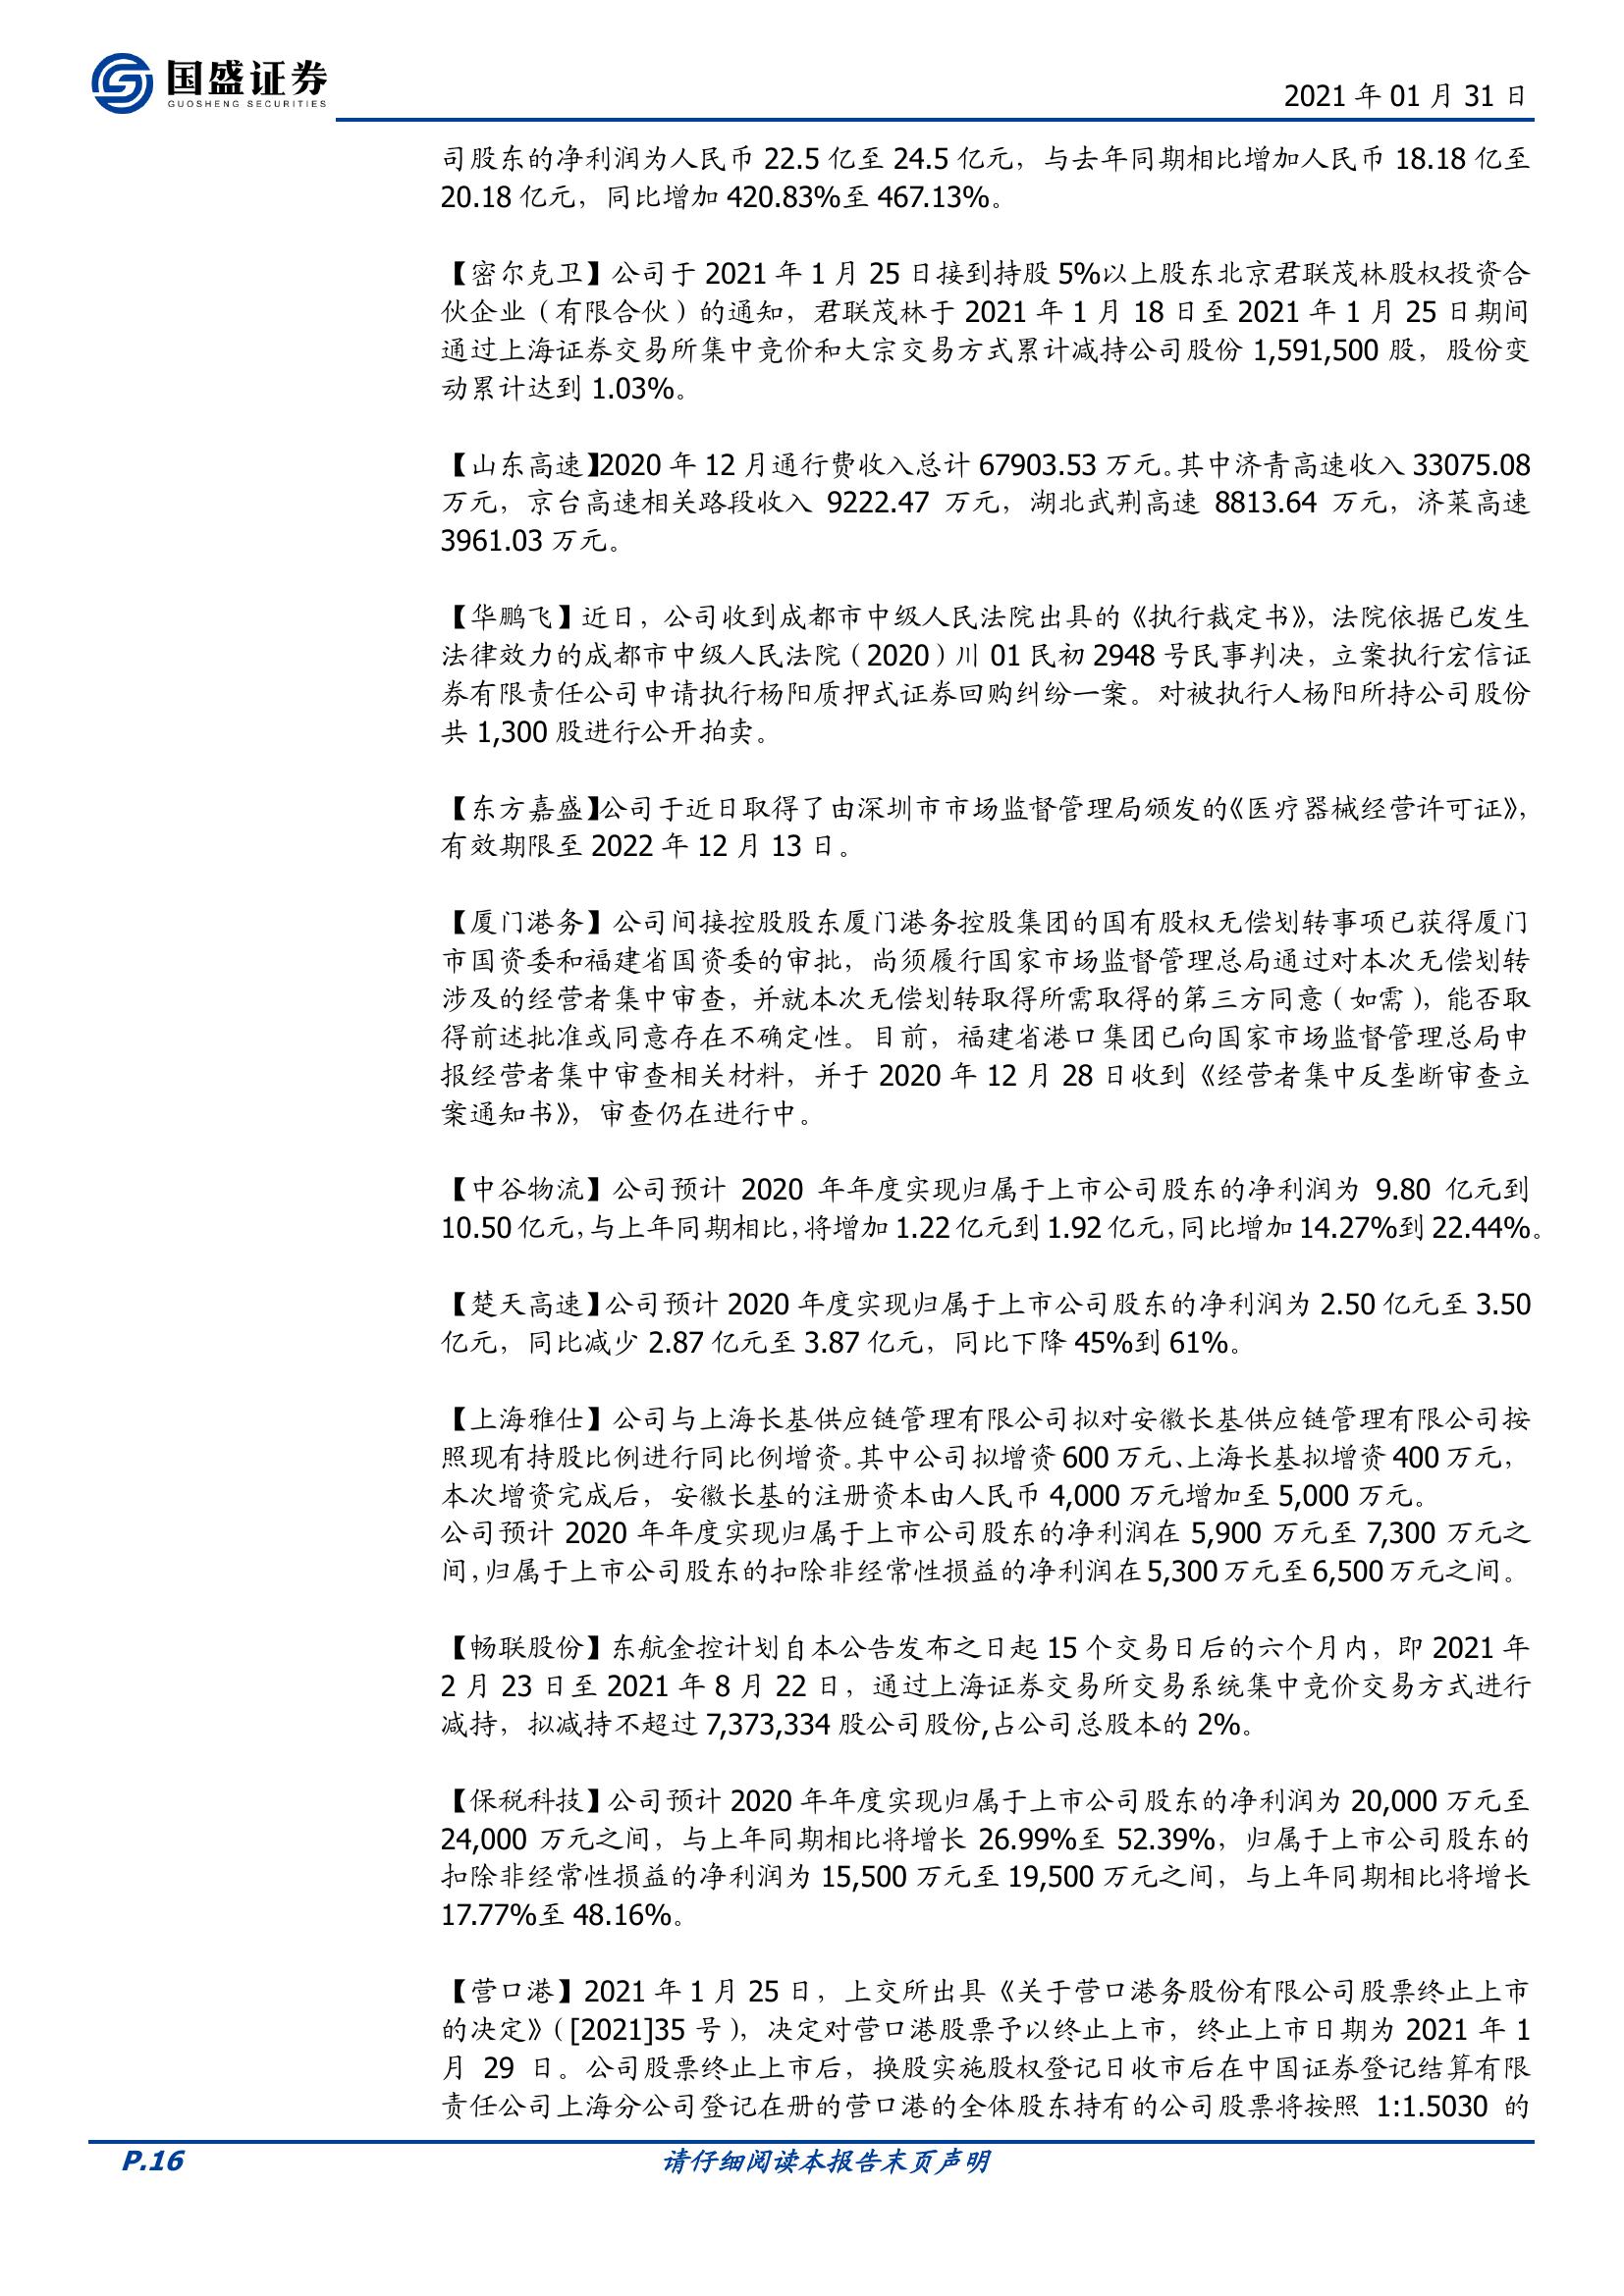 国盛证券
GUOSHENG SECURITIES
2021 年 01 月 31 日
司股东的净利润为人民币 22.5 亿至 24.5 亿元，与去年同期相比增加人民币 18.18 亿至
20.18 亿元，同比增加 420.83%至 467.13%。
【密尔克卫】公司于 2021 年 1 月 25 日接到持股 5%以上股东北京君联茂林股权投资合
伙企业（有限合伙）的通知，君联茂林于 2021 年 1 月 18 日至 2021 年 1 月 25 日期间
通过上海证券交易所集中竞价和大宗交易方式累计减持公司股份 1,591,500 股，股份变
动累计达到 1.03%。
【山东高速】2020 年 12 月通行费收入总计 67903.53 万元。其中济青高速收入 33075.08
万元，京台高速相关路段收入 9222.47 万元，湖北武荆高速 8813.64 万元，济菜高速
3961.03 万元。
【华鹏飞】近日，公司收到成都市中级人民法院出具的《执行裁定书》，法院依据已发生
法律效力的成都市中级人民法院（2020）川 01 民初 2948 号民事判决，立案执行宏信证
券有限责任公司申请执行杨阳质押式证券回购纠纷一案。对被执行人杨阳所持公司股份
共 1,300 股进行公开拍卖。
【东方嘉盛】公司于近日取得了由深圳市市场监督管理局颁发的《医疗器械经营许可证》，
有效期限至 2022 年 12 月 13 日。
【厦门港务】公司间接控股股东厦门港务控股集团的国有股权无偿划转事项已获得厦门
市国资委和福建省国资委的审批，尚须履行国家市场监督管理总局通过对本次无偿划转
涉及的经营者集中审查，并就本次无偿划转取得所需取得的第三方同意（如需），能否取
得前述批准或同意存在不确定性。目前，福建省港口集团已向国家市场监督管理总局申
报经营者集中审查相关材料，并于 2020 年 12 月 28 日收到《经营者集中反垄断审查立
案通知书》，审查仍在进行中。
【中谷物流】公司预计 2020 年年度实现归属于上市公司股东的净利润为 9.80 亿元到
10.50 亿元，与上年同期相比，将增加 1.22 亿元到 1.92 亿元，同比增加 14.27%到 22.44%。
【楚天高速】公司预计 2020 年度实现归属于上市公司股东的净利润为 2.50 亿元至 3.50
亿元，同比减少 2.87 亿元至 3.87 亿元，同比下降 45%到 61%。
【上海雅仕】公司与上海长基供应链管理有限公司拟对安徽长基供应链管理有限公司按
照现有持股比例进行同比例增资。其中公司拟增资 600 万元、上海长基拟增资 400 万元，
本次增资完成后，安徽长基的注册资本由人民币 4,000 万元增加至 5,000 万元。
公司预计 2020 年年度实现归属于上市公司股东的净利润在 5,900 万元至 7,300 万元之
间，归属于上市公司股东的扣除非经常性损益的净利润在 5,300 万元至 6,500 万元之间。
【畅联股份】东航金控计划自本公告发布之日起 15 个交易日后的六个月内，即 2021 年
2 月 23 日至 2021 年 8 月 22 日，通过上海证券交易所交易系统集中竞价交易方式进行
减持，拟减持不超过 7,373,334 股公司股份,占公司总股本的 2%。
【保税科技】公司预计 2020 年年度实现归属于上市公司股东的净利润为 20,000 万元至
24,000 万元之间，与上年同期相比将增长 26.99%至 52.39%，归属于上市公司股东的
扣除非经常性损益的净利润为 15,500 万元至 19,500 万元之间，与上年同期相比将增长
17.77%至 48.16%。
【营口港】2021 年 1 月 25 日，上交所出具《关于营口港务股份有限公司股票终止上市
的决定》（[2021]35 号），决定对营口港股票予以终止上市，终止上市日期为 2021 年 1
月 29 日。公司股票终止上市后，换股实施股权登记日收市后在中国证券登记结算有限
责任公司上海分公司登记在册的营口港的全体股东持有的公司股票将按照 1:1.5030 的
P.16
请仔细阅读本报告末页声明